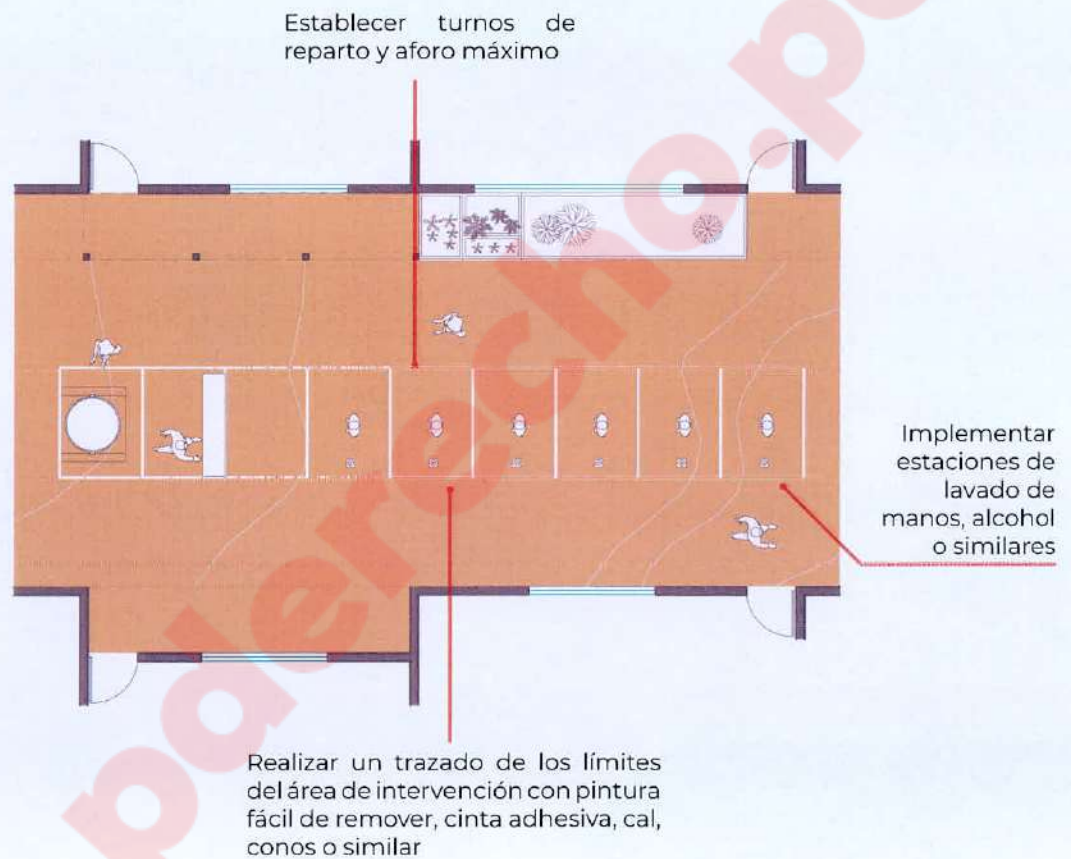 Establecer turnos de
reparto y aforo máximo
Implementar
estaciones de
lavado de
manos, alcohol
o similares
Realizar un trazado de los límites
del área de intervención con pintura
fácil de remover, cinta adhesiva, cal,
conos o similar
pderecho.p